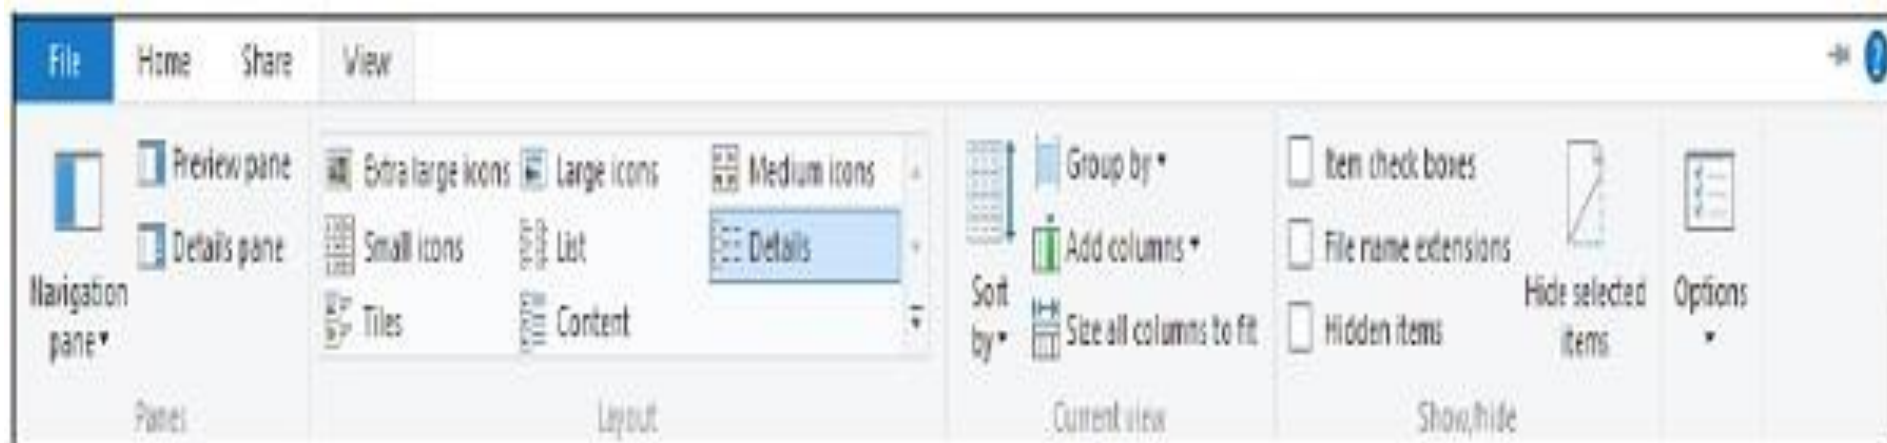 File Home Share View ?
Navigation pane
Preview pane
Details pane
Panes
Extra large icons Large icons Medium icons
Small icons List Details
Tiles Content
Layout
Sort by
Group by
Add columns
Size all columns to fit
Current view
Item check boxes
File name extensions
Hidden items
Hide selected items
Show/hide
Options